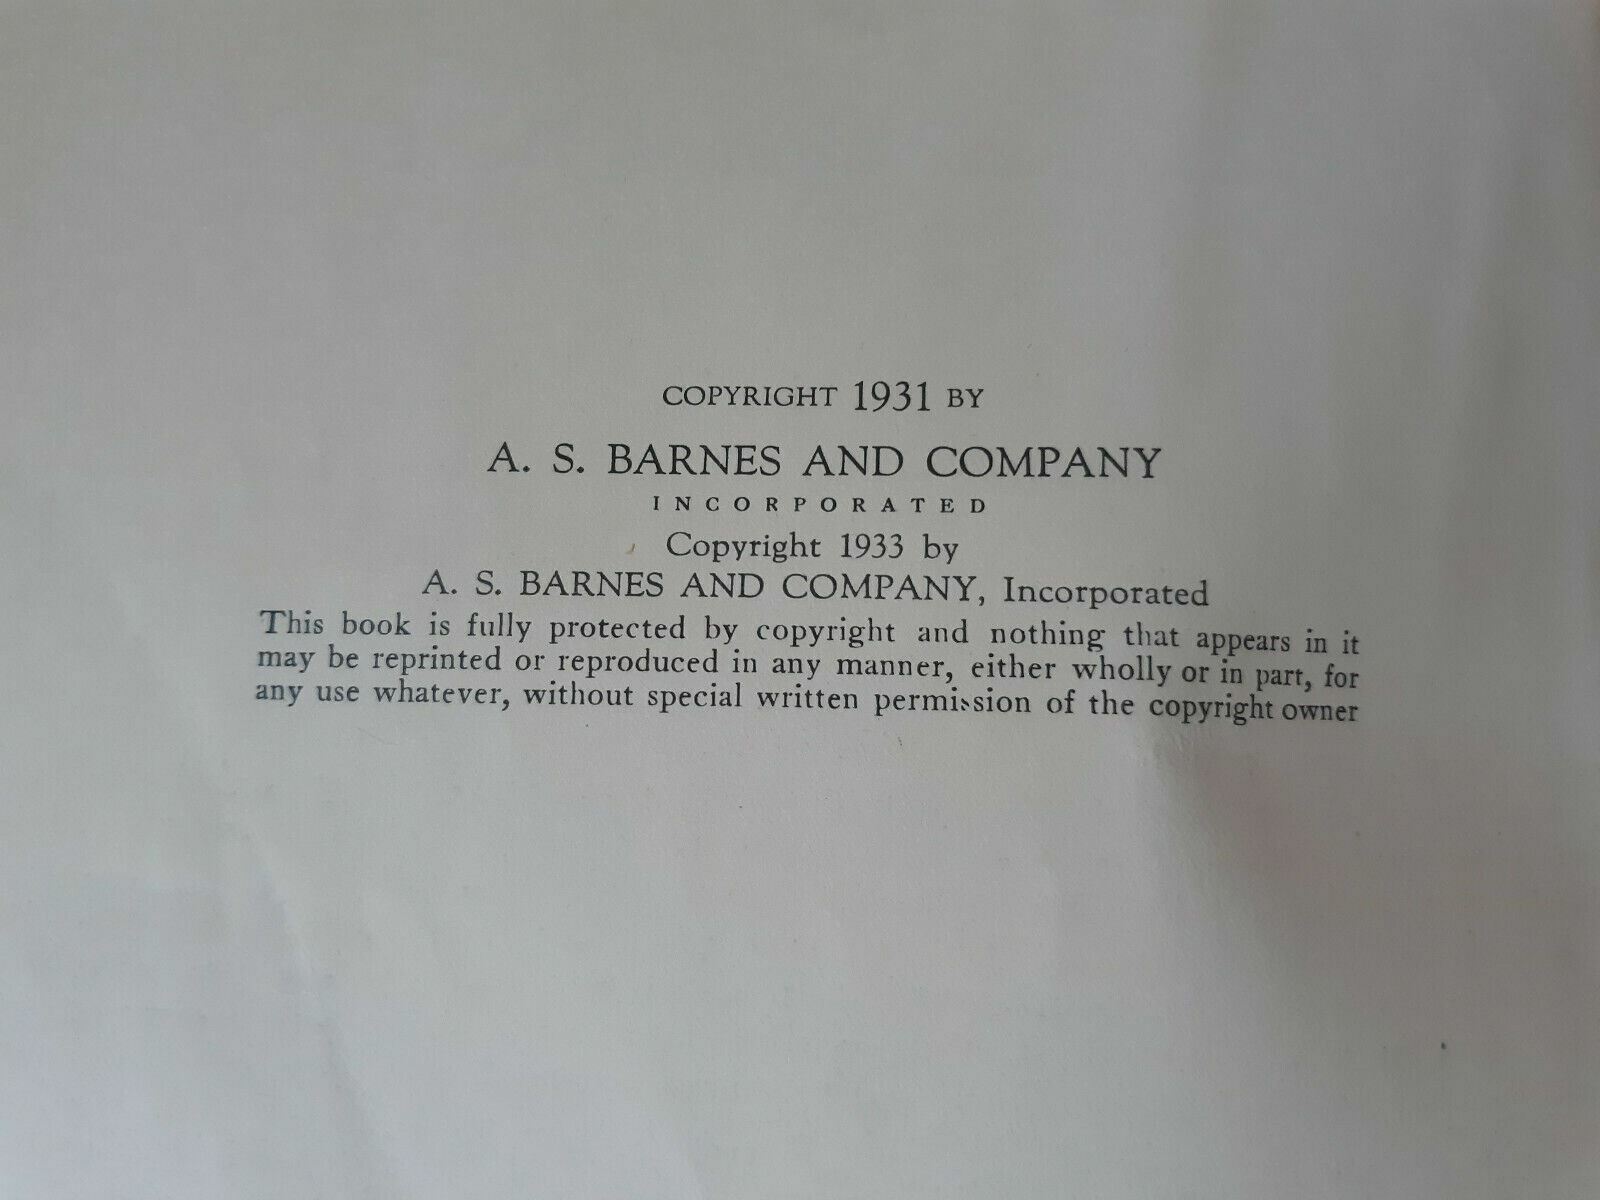 COPYRIGHT 1931 BY
A. S. BARNES AND COMPANY
INCORPORATED
Copyright 1933 by
A. S. BARNES AND COMPANY, Incorporated
This book is fully protected by copyright and nothing that appears in it
may be reprinted or reproduced in any manner, either wholly or in part, for
any use whatever, without special written permission of the copyright owner